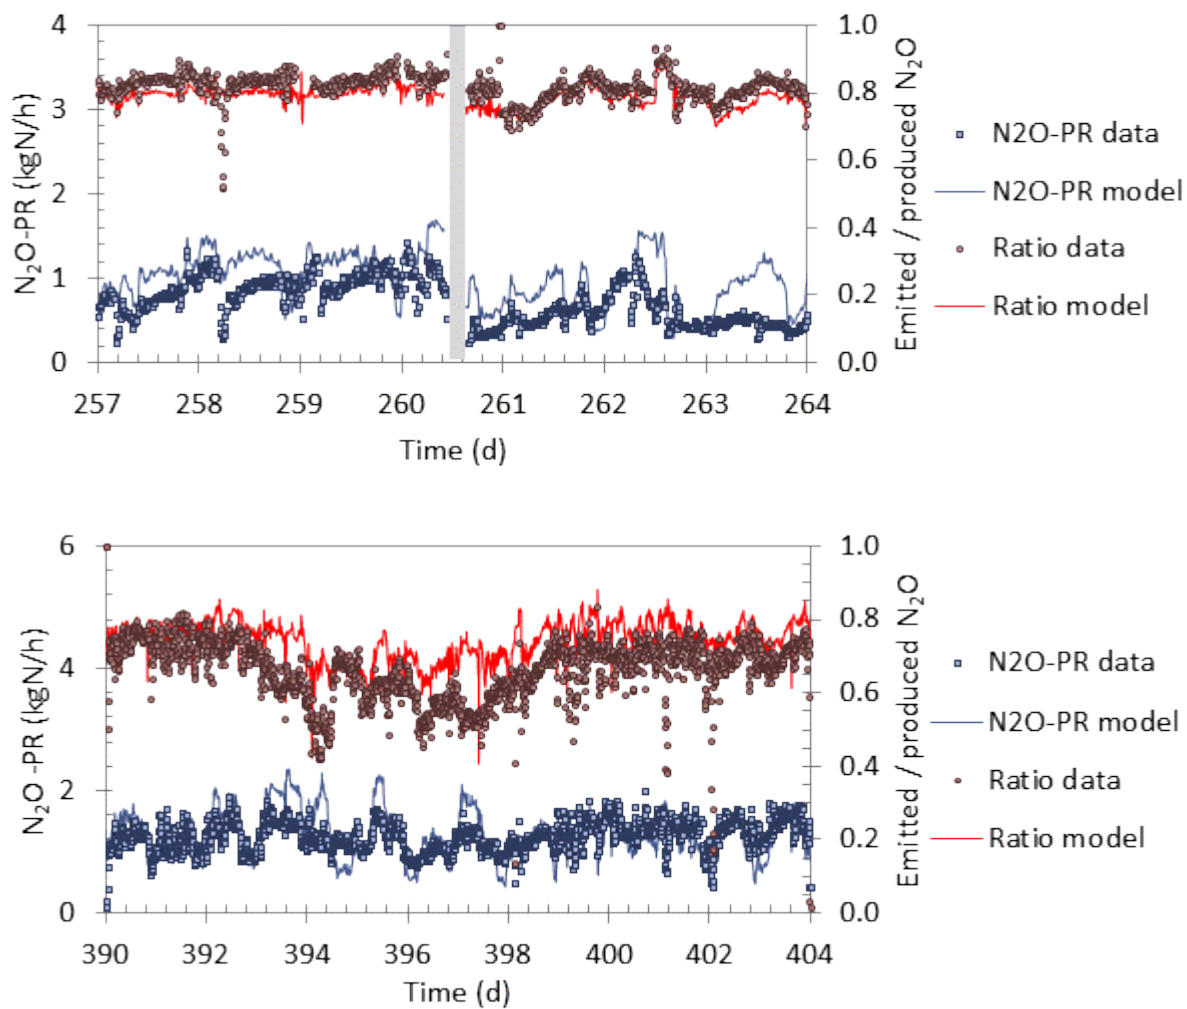 4
3
2
1
0
N₂O-PR (kgN/h)
1.0
0.8
0.6
0.4
0.2
0.0
Emitted / produced N₂O
257 258 259 260 261 262 263 264
Time (d)
N2O-PR data
N2O-PR model
Ratio data
Ratio model
6
4
2
0
N₂O -PR (kgN/h)
1.0
0.8
0.6
0.4
0.2
0.0
Emitted / produced N₂O
390 392 394 396 398 400 402 404
Time (d)
N2O-PR data
N2O-PR model
Ratio data
Ratio model